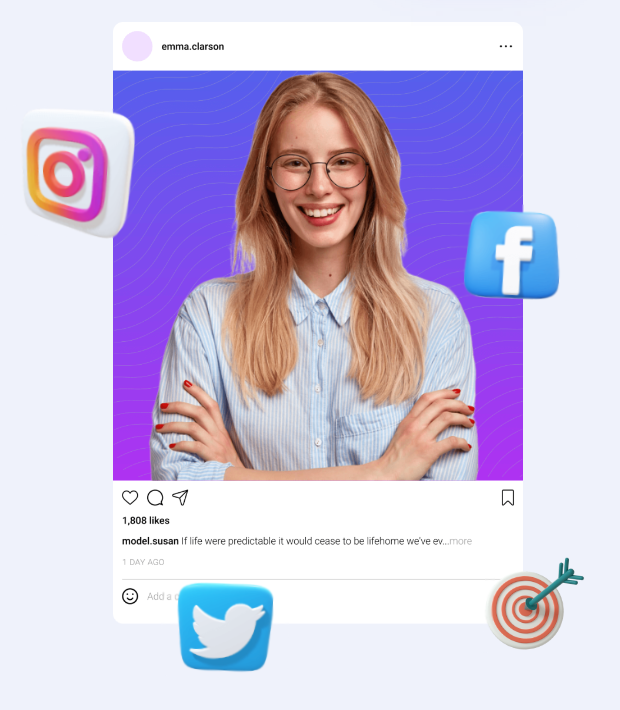 emma.clarson
1,808 likes
model.susan If life were predictable it would cease to be lifehome we've ev...more
1 DAY AGO
Add a c